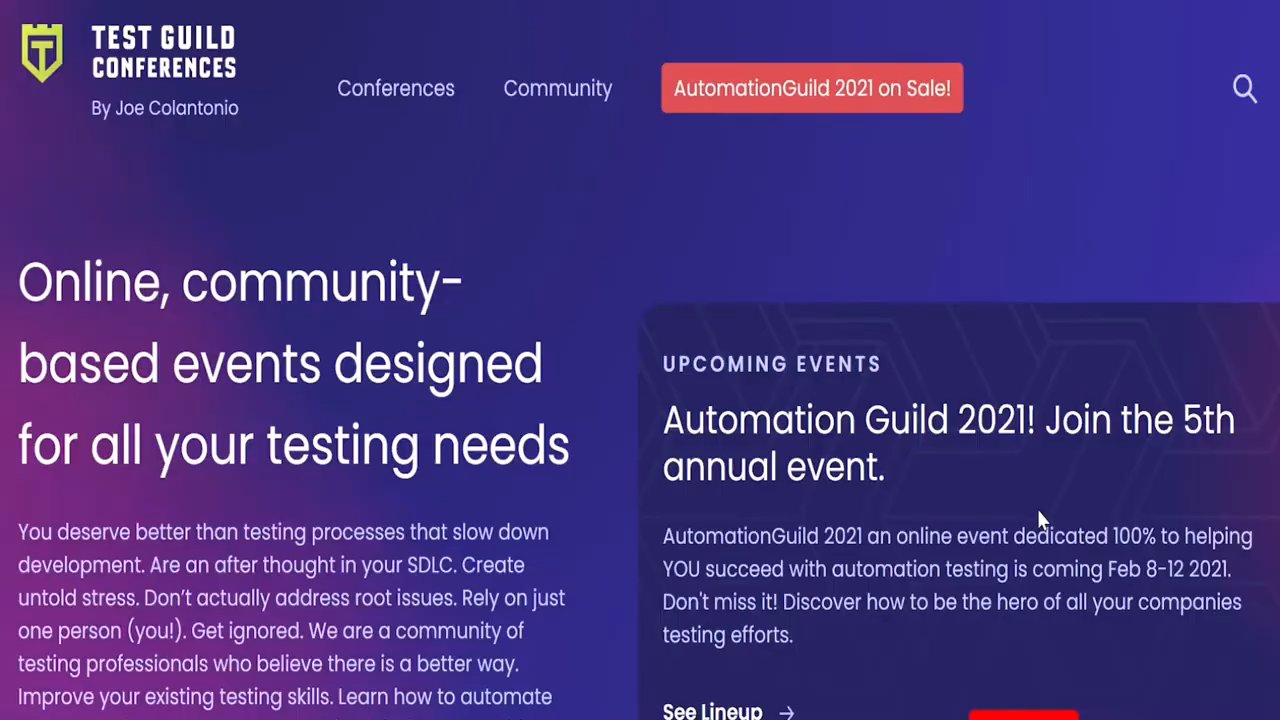 TEST GUILD
CONFERENCES
By Joe Colantonio
Conferences
Community
AutomationGuild 2021 on Sale!
Online, community-
based events designed
for all your testing needs
You deserve better than testing processes that slow down
development. Are an after thought in your SDLC. Create
untold stress. Don’t actually address root issues. Rely on just
one person (you!). Get ignored. We are a community of
testing professionals who believe there is a better way.
Improve your existing testing skills. Learn how to automate
UPCOMING EVENTS
Automation Guild 2021! Join the 5th
annual event.
AutomationGuild 2021 an online event dedicated 100% to helping
YOU succeed with automation testing is coming Feb 8-12 2021.
Don't miss it! Discover how to be the hero of all your companies
testing efforts.
See Lineup →